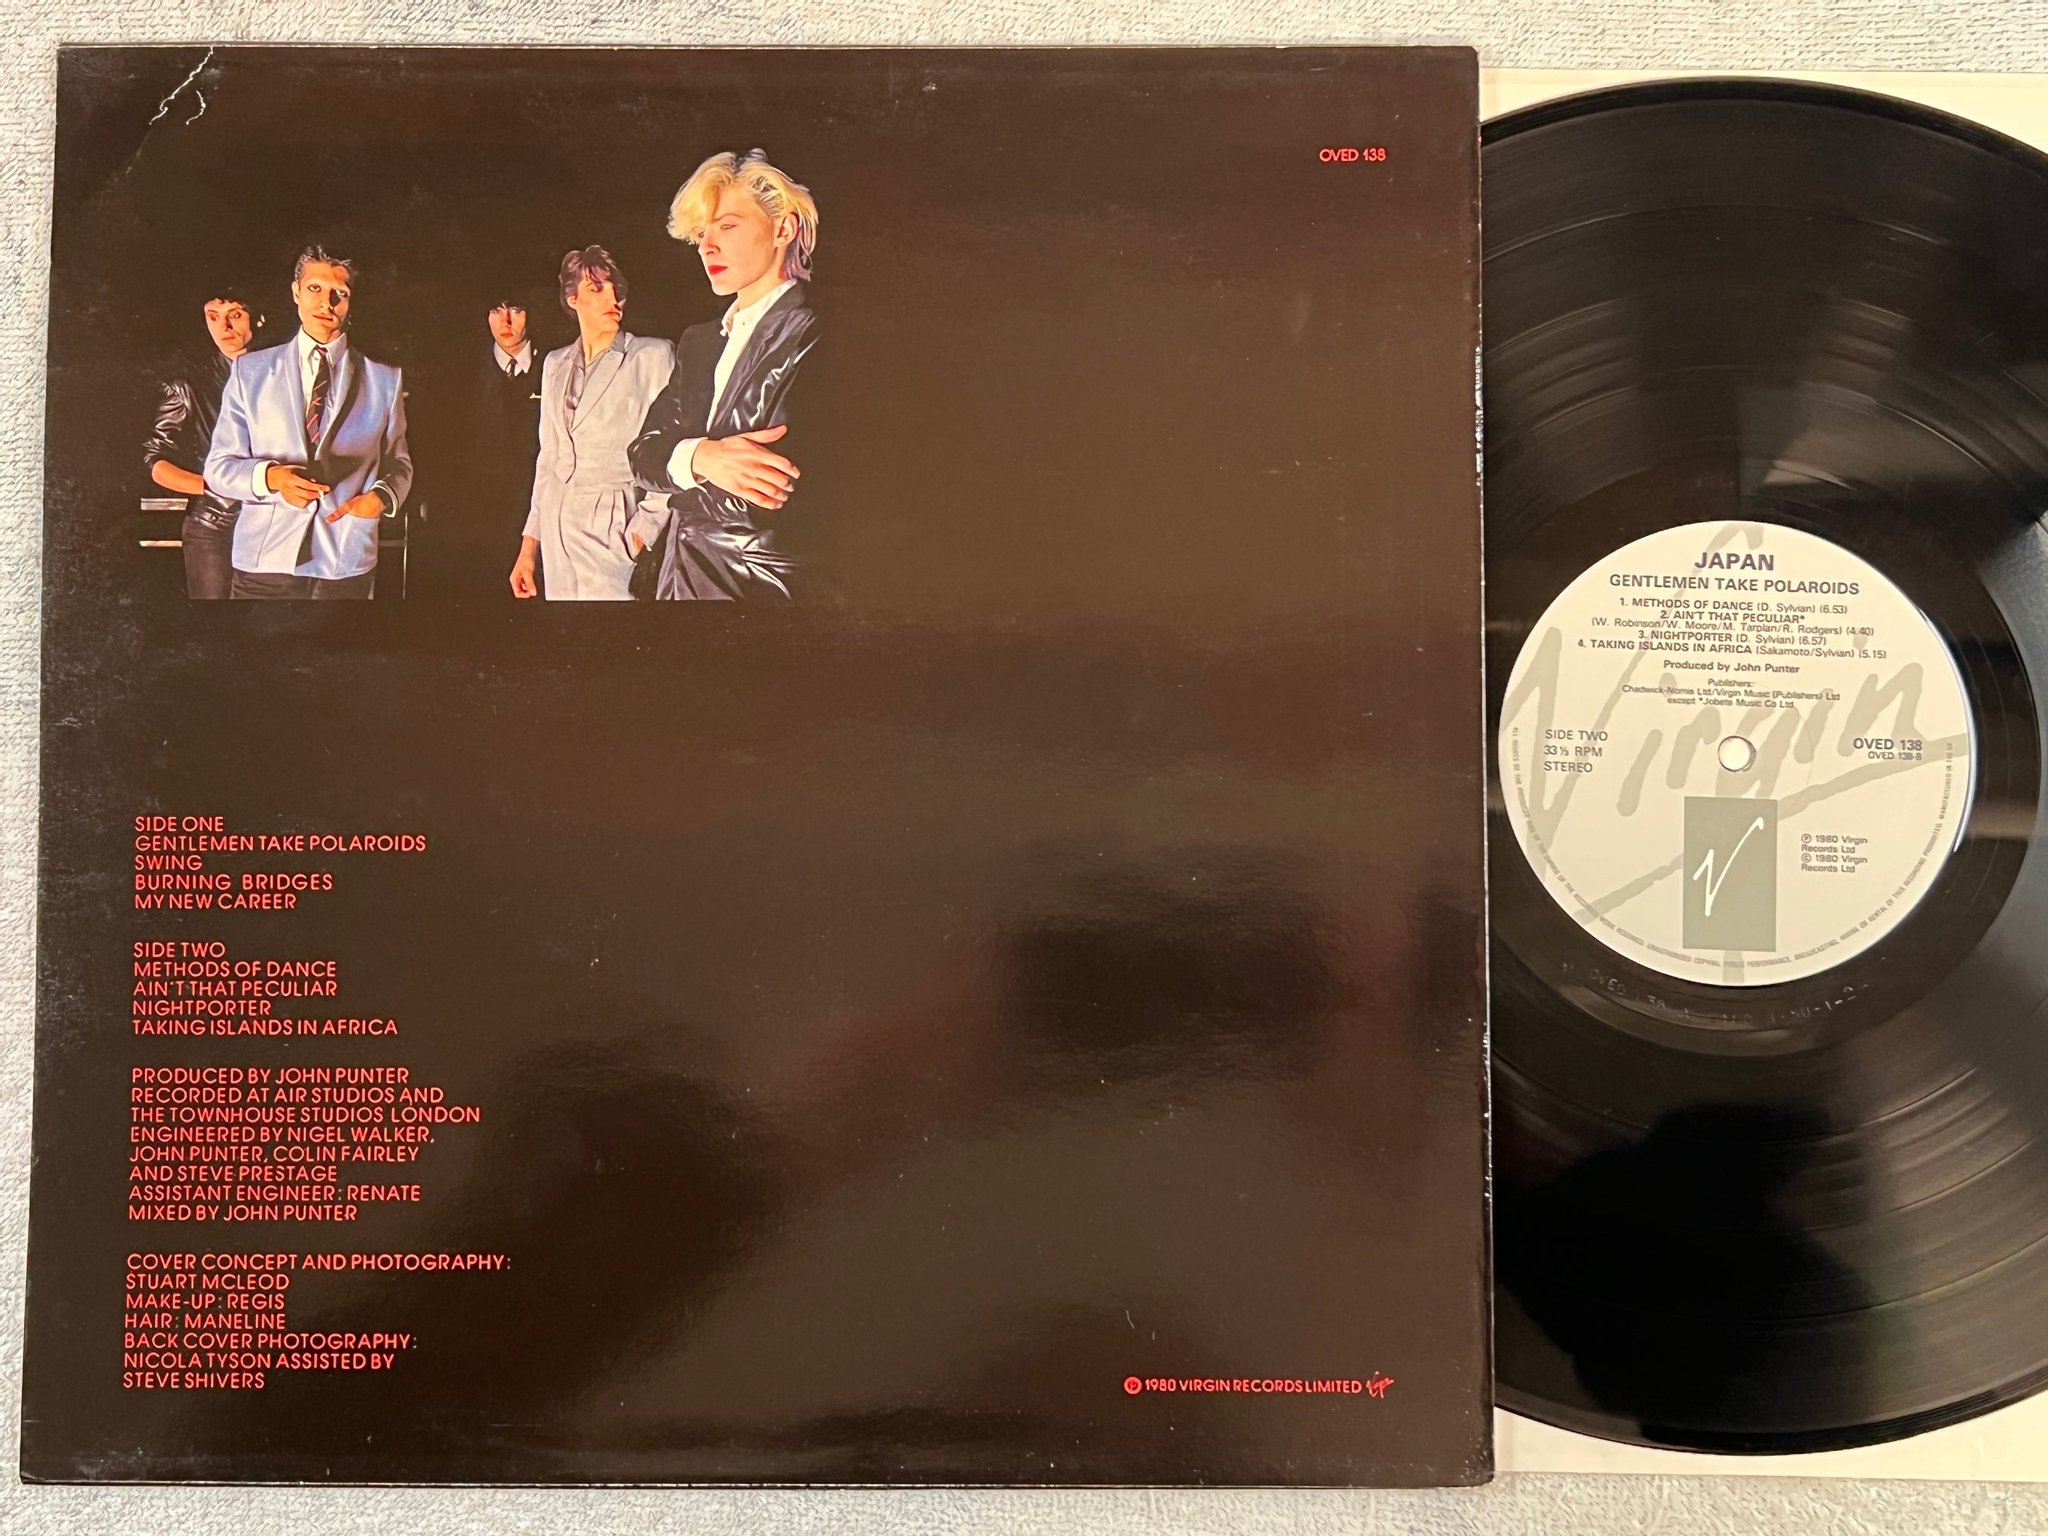 OVED 138
SIDE ONE
GENTLEMEN TAKE POLAROIDS
SWING
BURNING BRIDGES
MY NEW CAREER
SIDE TWO
METHODS OF DANCE
AIN'T THAT PECULIAR
NIGHTPORTER
TAKING ISLANDS IN AFRICA
PRODUCED BY JOHN PUNTER
RECORDED AT AIR STUDIOS AND
THE TOWNHOUSE STUDIOS LONDON
ENGINEERED BY NIGEL WALKER,
JOHN PUNTER, COLIN FAIRLEY
AND STEVE PRESTAGE
ASSISTANT ENGINEER: RENATE
MIXED BY JOHN PUNTER
COVER CONCEPT AND PHOTOGRAPHY:
STUART MCLEOD
MAKE-UP: REGIS
HAIR: MANELINE
BACK COVER PHOTOGRAPHY:
NICOLA TYSON ASSISTED BY
STEVE SHIVERS
℗ 1980 VIRGIN RECORDS LIMITED Virgin
JAPAN
GENTLEMEN TAKE POLAROIDS
1. METHODS OF DANCE (D. Sylvian) (6.53)
2. AIN'T THAT PECULIAR*
(W. Robinson/W. Moore/M. Tarplan/R. Rodgers) (4.40)
3. NIGHTPORTER (D. Sylvian) (6.57)
4. TAKING ISLANDS IN AFRICA (Sakamoto/Sylvian) (5.15)
Produced by John Punter
Publishers:
Chadwick-Nomis Ltd/Virgin Music (Publishers) Ltd
except *Jobete Music Co Ltd
Virgin
SIDE TWO
33⅓ RPM
STEREO
OVED 138
OVED 138-B
V
℗ 1980 Virgin
Records Ltd
© 1980 Virgin
Records Ltd